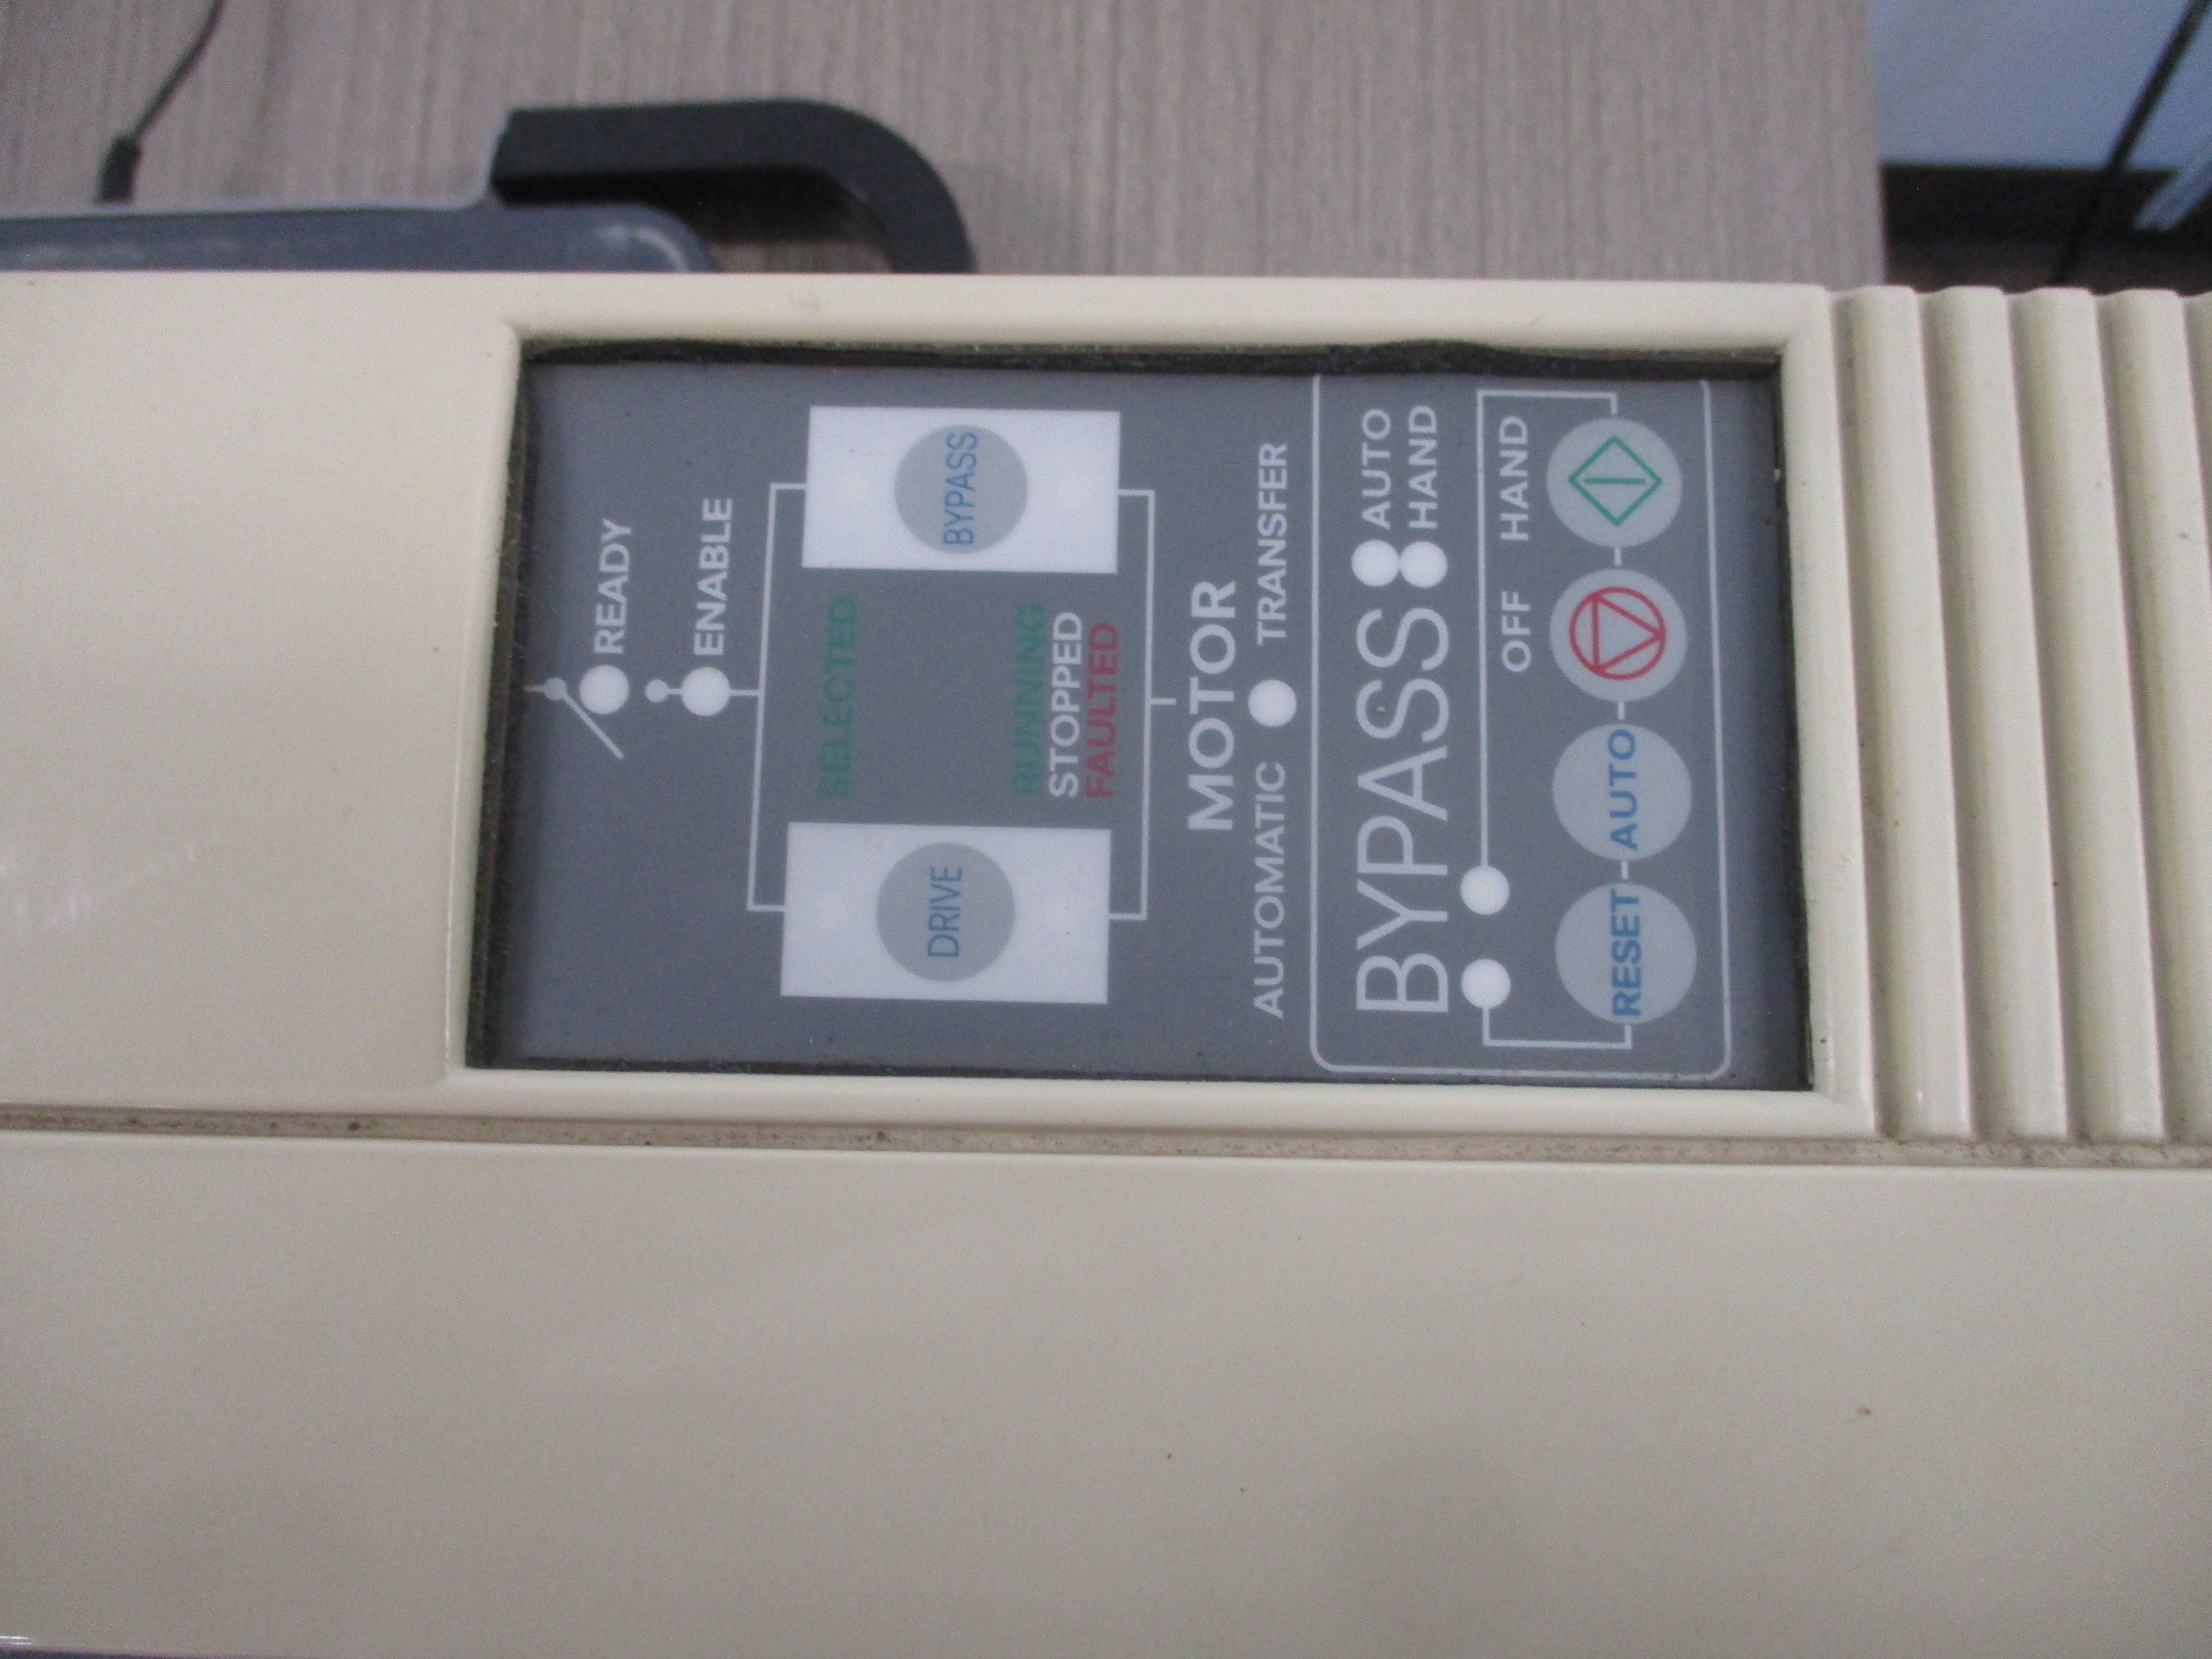 READY
ENABLE
SELECTED
DRIVE
BYPASS
RUNNING
STOPPED
FAULTED
MOTOR
AUTOMATIC TRANSFER
BYPASS
AUTO
HAND
OFF HAND
RESET AUTO